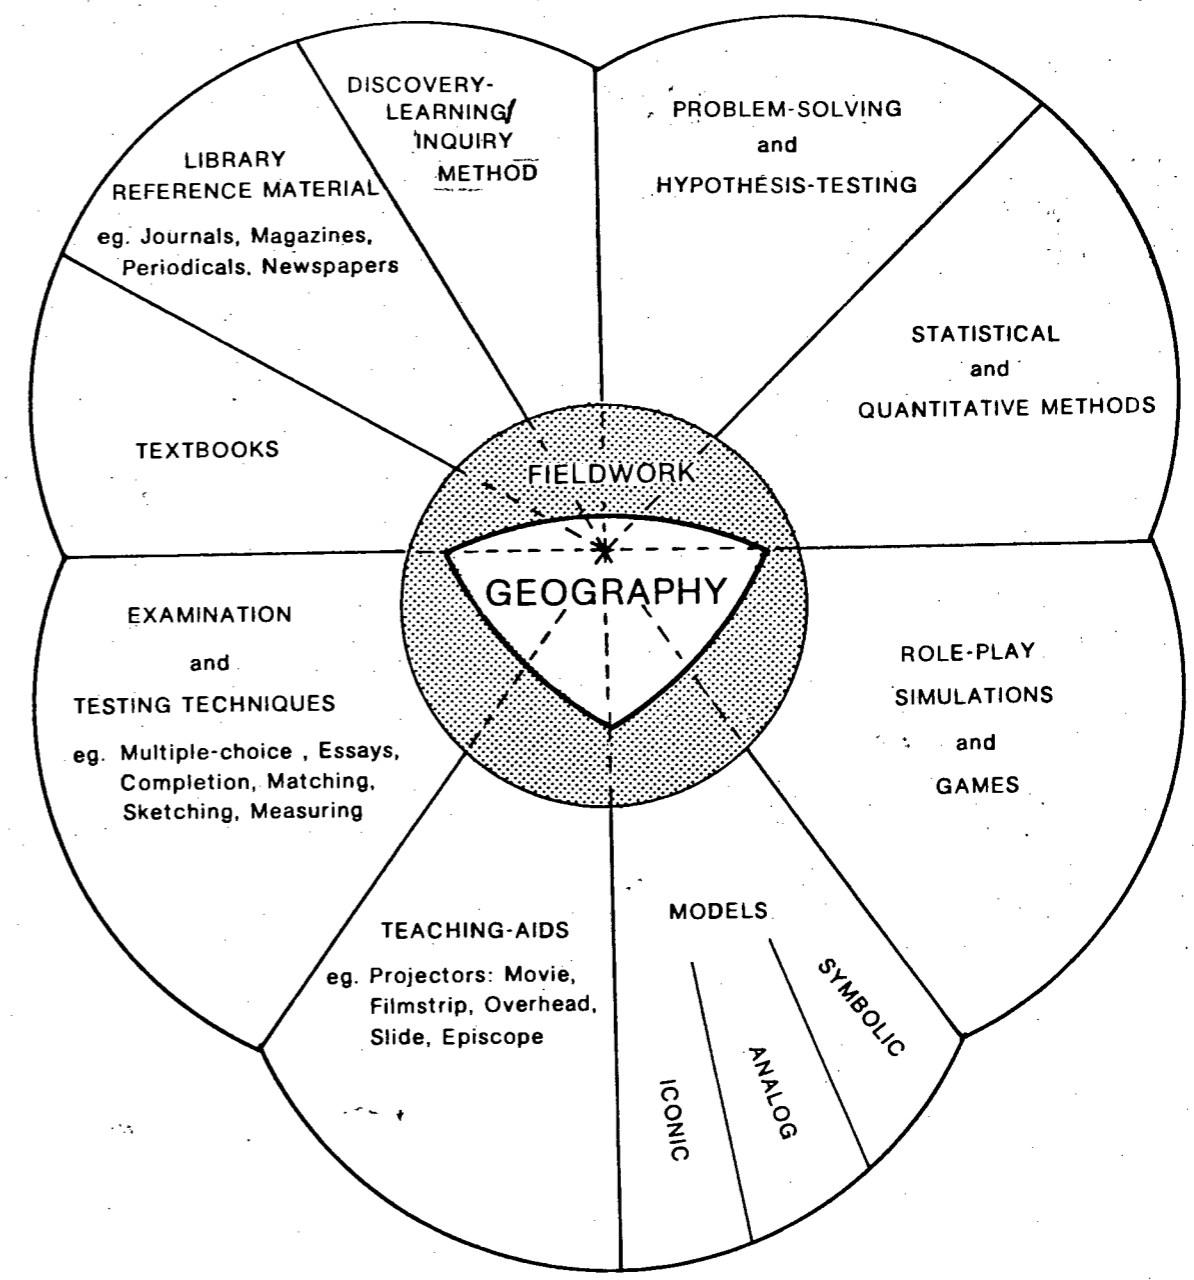 DISCOVERY-
LEARNING/
INQUIRY
METHOD
PROBLEM-SOLVING
and
HYPOTHESIS-TESTING
LIBRARY
REFERENCE MATERIAL
eg. Journals, Magazines,
Periodicals, Newspapers
STATISTICAL
and
QUANTITATIVE METHODS
TEXTBOOKS
FIELDWORK
GEOGRAPHY
EXAMINATION
and
TESTING TECHNIQUES
eg. Multiple-choice , Essays,
Completion, Matching,
Sketching, Measuring
ROLE-PLAY
SIMULATIONS
and
GAMES
TEACHING-AIDS
eg. Projectors: Movie,
Filmstrip, Overhead,
Slide, Episcope
MODELS
ICONIC
ANALOG
SYMBOLIC